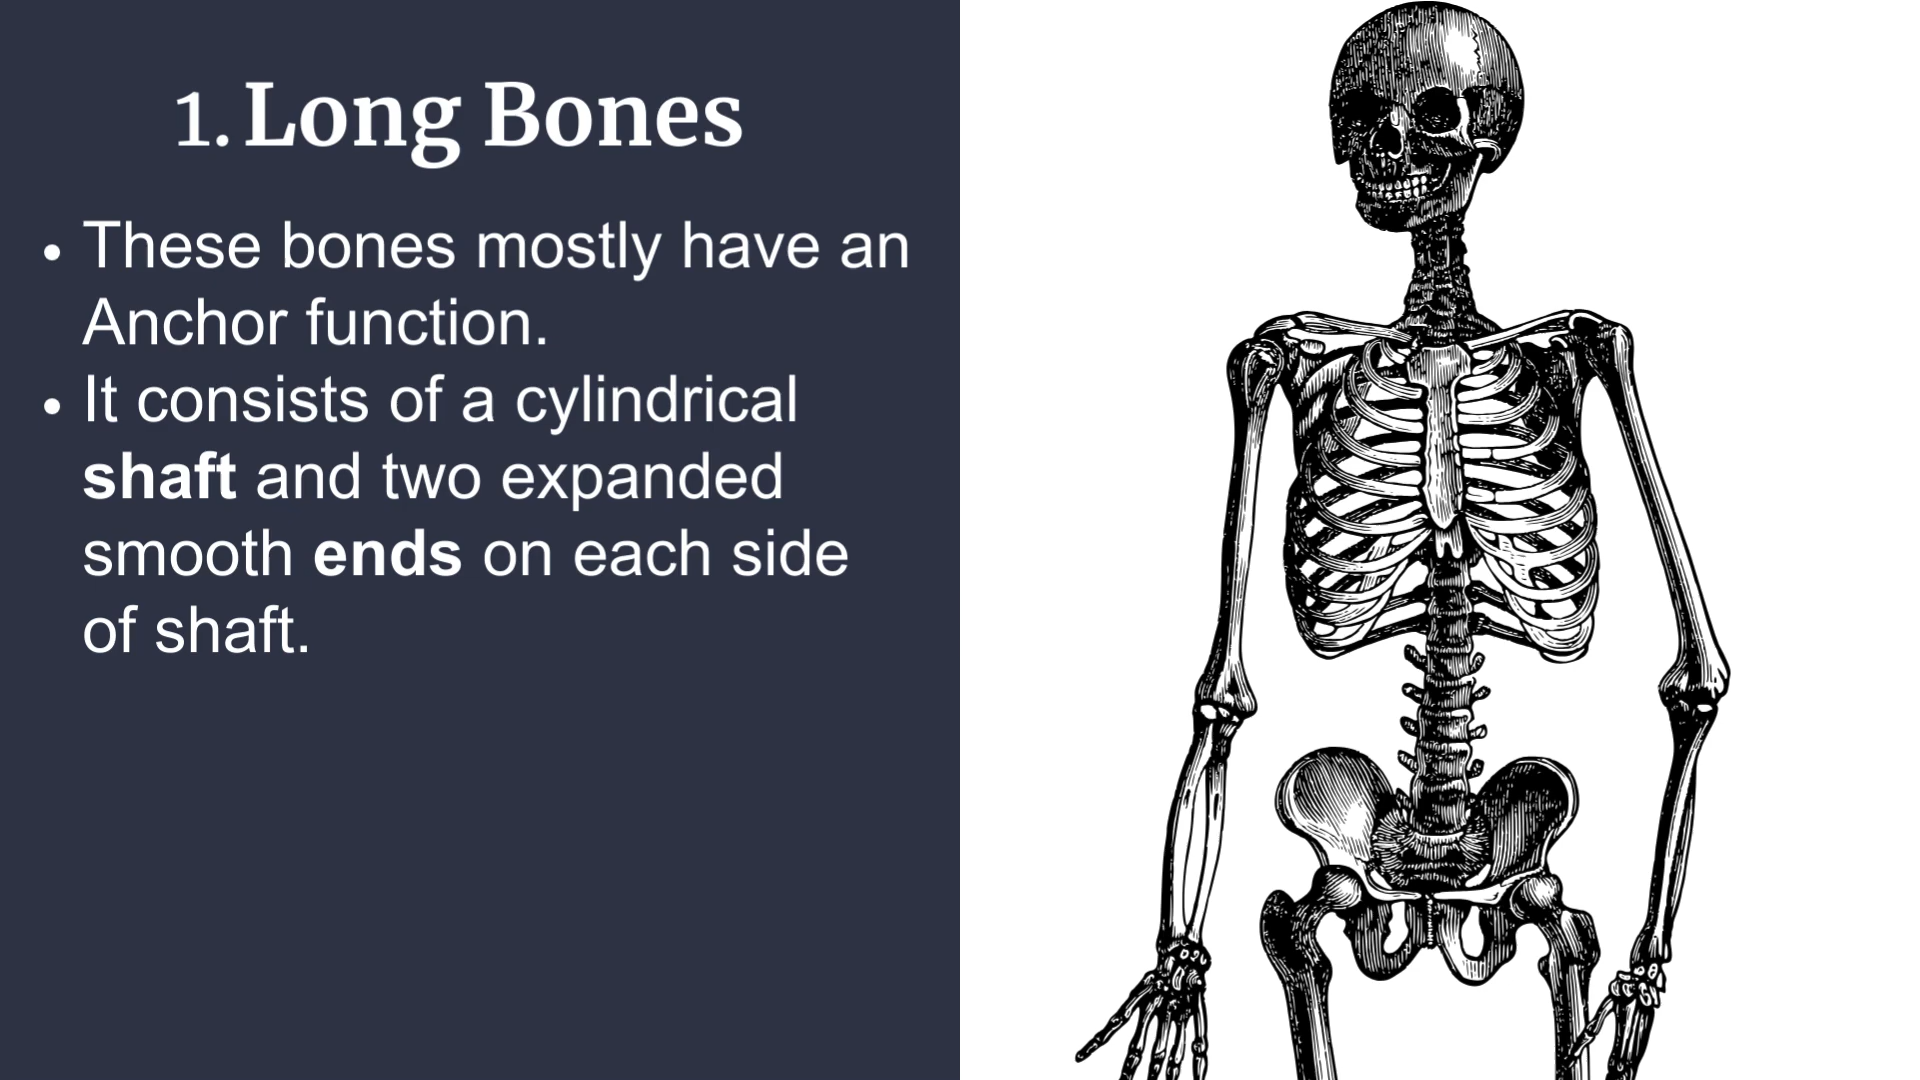 1. Long Bones
• These bones mostly have an
Anchor function.
• It consists of a cylindrical
shaft and two expanded
smooth ends on each side
of shaft.